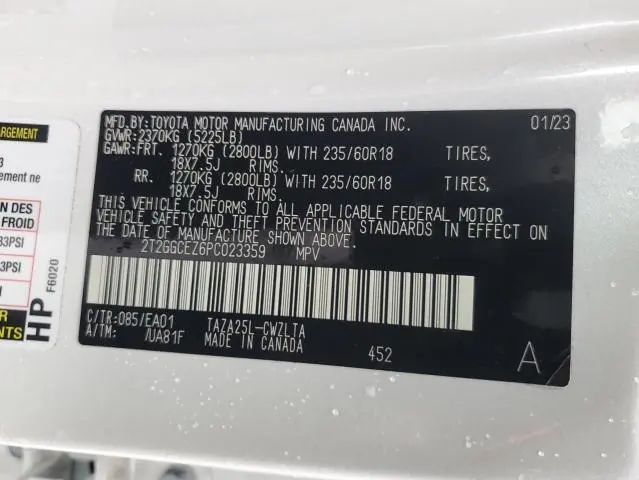 MFD.BY:TOYOTA MOTOR MANUFACTURING CANADA INC. 01/23
GVWR:2370KG (5225LB)
GAWR:FRT. 1270KG (2800LB) WITH 235/60R18 TIRES,
18X7.5J RIMS.
RR. 1270KG (2800LB) WITH 235/60R18 TIRES,
18X7.5J RIMS.
THIS VEHICLE CONFORMS TO ALL APPLICABLE FEDERAL MOTOR
VEHICLE SAFETY AND THEFT PREVENTION STANDARDS IN EFFECT ON
THE DATE OF MANUFACTURE SHOWN ABOVE.
2T2GGCEZ6PC023359 MPV
C/TR:085/EA01 TAZA25L-CWZLTA
A/TM: /UA81F MADE IN CANADA 452 A
ARGEMENT
ement ne
ON DES
FROID
33PSI
3PSI
R
ENTS
HP
F6020